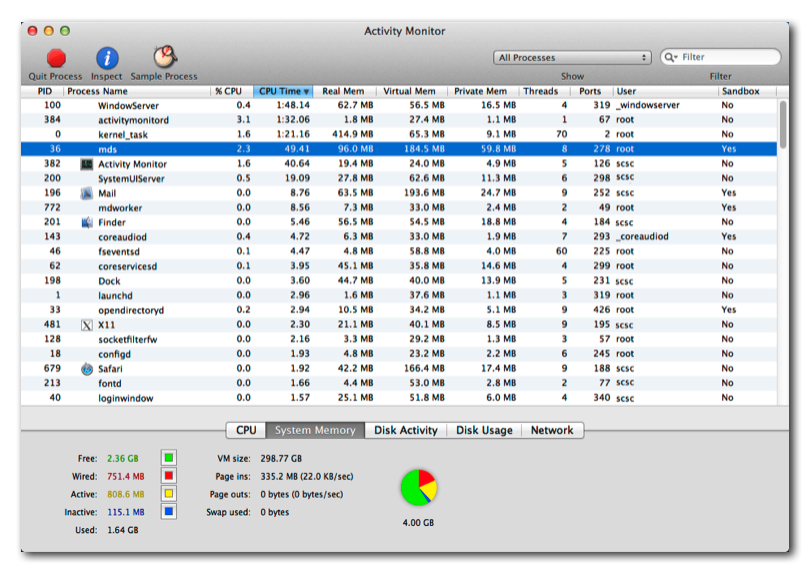 Activity Monitor
Quit Process Inspect Sample Process All Processes Show Filter Filter
PID Process Name % CPU CPU Time Real Mem Virtual Mem Private Mem Threads Ports User Sandbox
100 WindowServer 0.4 1:48.14 62.7 MB 56.5 MB 16.5 MB 4 319 _windowserver No
384 activitymonitord 3.1 1:32.06 1.8 MB 27.4 MB 1.1 MB 1 67 root No
0 kernel_task 1.6 1:21.16 414.9 MB 65.3 MB 9.1 MB 70 2 root No
36 mds 2.3 49.41 96.0 MB 184.5 MB 59.8 MB 8 278 root Yes
382 Activity Monitor 1.6 40.64 19.4 MB 24.0 MB 4.9 MB 5 126 scsc No
200 SystemUIServer 0.5 19.09 27.8 MB 62.6 MB 11.3 MB 6 298 scsc No
196 Mail 0.0 8.76 63.5 MB 193.6 MB 24.7 MB 9 252 scsc Yes
772 mdworker 0.0 8.56 7.3 MB 33.0 MB 2.4 MB 2 49 root Yes
201 Finder 0.0 5.46 56.5 MB 54.5 MB 18.8 MB 4 184 scsc No
143 coreaudiod 0.4 4.72 6.3 MB 33.0 MB 1.9 MB 7 293 _coreaudiod Yes
46 fseventsd 0.1 4.47 4.8 MB 58.8 MB 4.0 MB 60 225 root No
62 coreservicesd 0.1 3.95 45.1 MB 35.8 MB 14.6 MB 4 299 root No
198 Dock 0.0 3.60 44.7 MB 40.0 MB 13.9 MB 5 231 scsc No
1 launchd 0.0 2.96 1.6 MB 37.6 MB 1.1 MB 3 319 root No
33 opendirectoryd 0.2 2.94 10.5 MB 34.2 MB 5.1 MB 9 426 root Yes
481 X11 0.0 2.30 21.1 MB 40.1 MB 8.5 MB 9 195 scsc No
128 socketfilterfw 0.0 2.16 3.3 MB 29.2 MB 1.3 MB 3 57 root No
18 configd 0.0 1.93 4.8 MB 23.2 MB 2.2 MB 6 245 root No
679 Safari 0.0 1.92 42.2 MB 166.4 MB 17.4 MB 9 188 scsc No
213 fontd 0.0 1.66 4.4 MB 53.0 MB 2.8 MB 2 77 scsc No
40 loginwindow 0.0 1.57 25.1 MB 51.8 MB 6.0 MB 4 340 scsc No
CPU System Memory Disk Activity Disk Usage Network
Free: 2.36 GB VM size: 298.77 GB
Wired: 751.4 MB Page ins: 335.2 MB (22.0 KB/sec)
Active: 808.6 MB Page outs: 0 bytes (0 bytes/sec)
Inactive: 115.1 MB Swap used: 0 bytes
Used: 1.64 GB 4.00 GB